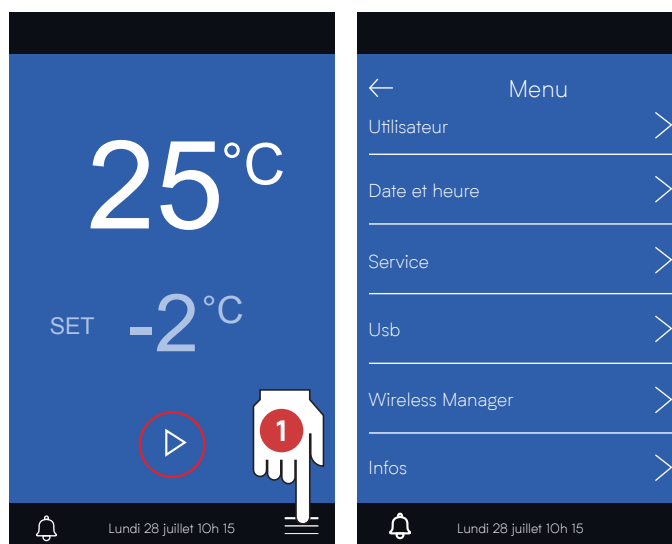 25°C
SET -2°C
1
Lundi 28 juillet 10h 15
Menu
Utilisateur
Date et heure
Service
Usb
Wireless Manager
Infos
Lundi 28 juillet 10h 15